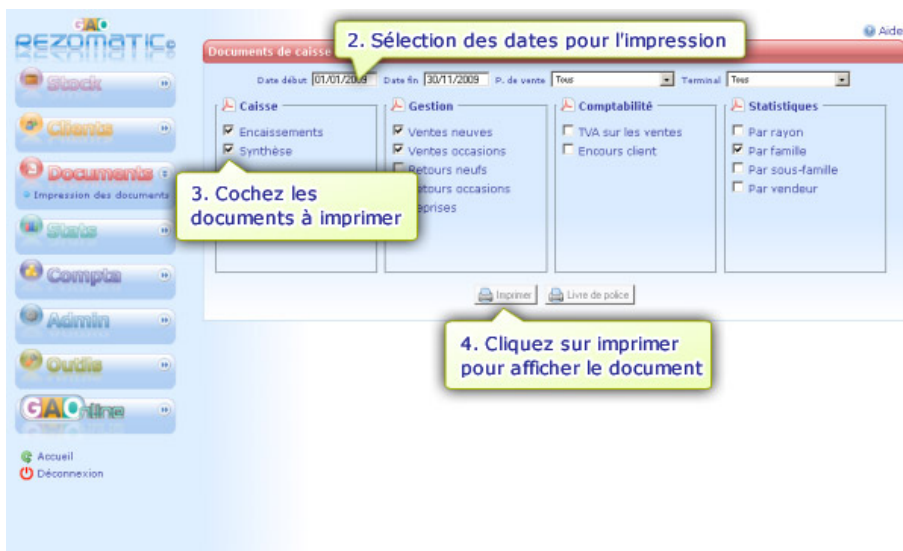 GAO
REZOMATIC
Aide
2. Sélection des dates pour l'impression
Documents de caisse
Date début 01/01/2009 Date fin 30/11/2009 P. de vente Tous Terminal Tous
Stock
Clients
Documents
Impression des documents
Stats
Compta
Admin
Outils
GAOnline
Accueil
Déconnexion
Caisse
Encaissements
Synthèse
3. Cochez les
documents à imprimer
Gestion
Ventes neuves
Ventes occasions
Retours neufs
tours occasions
eprises
Comptabilité
TVA sur les ventes
Encours client
Statistiques
Par rayon
Par famille
Par sous-famille
Par vendeur
Imprimer Livre de police
4. Cliquez sur imprimer
pour afficher le document